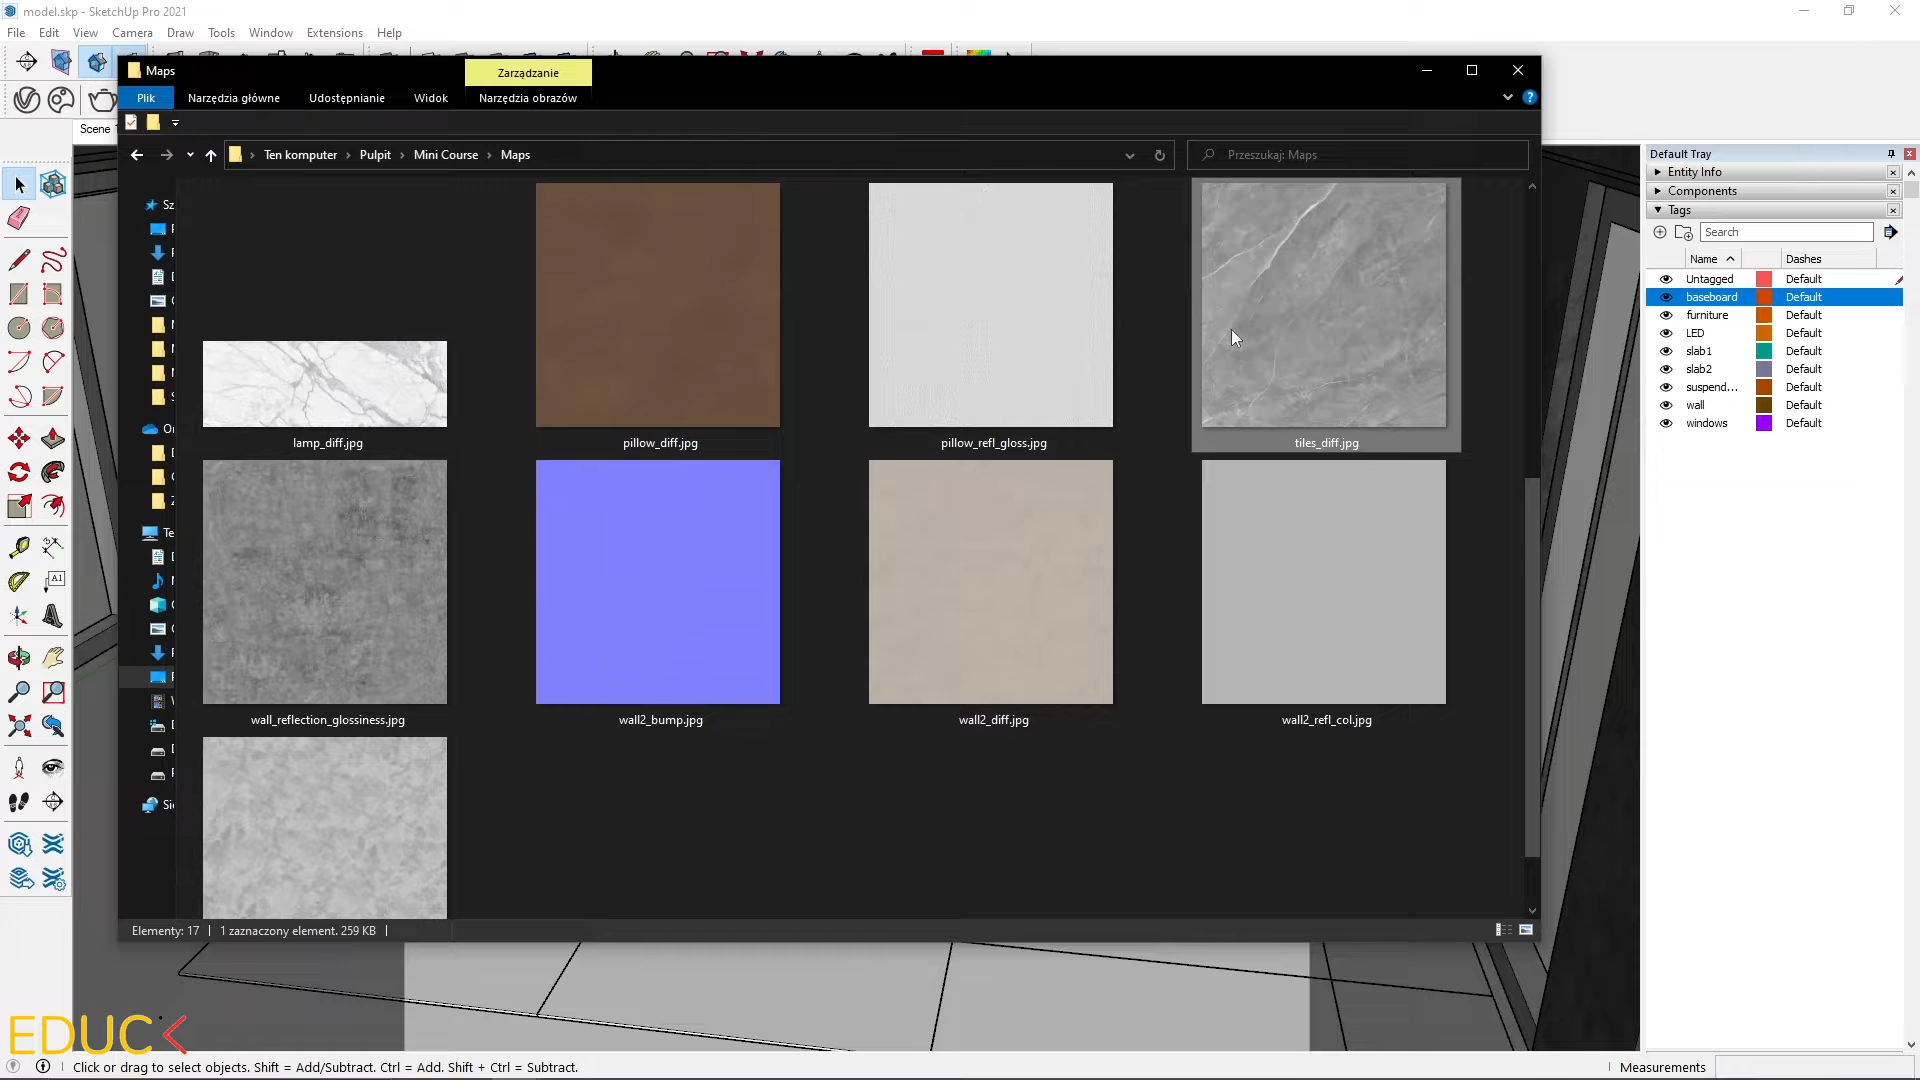 model.skp - SketchUp Pro 2021
File Edit View Camera Draw Tools Window Extensions Help
Maps
Zarządzanie
Plik Narzędzia główne Udostępnianie Widok Narzędzia obrazów
Scene
Ten komputer Pulpit Mini Course Maps
Przeszukaj: Maps
Default Tray
Entity Info
Components
Tags
Search
Name Dashes
Untagged Default
baseboard Default
furniture Default
LED Default
slab1 Default
slab2 Default
suspend... Default
wall Default
windows Default
Sz
Te
A1
lamp_diff.jpg
pillow_diff.jpg
pillow_refl_gloss.jpg
tiles_diff.jpg
wall_reflection_glossiness.jpg
wall2_bump.jpg
wall2_diff.jpg
wall2_refl_col.jpg
Elementy: 17
1 zaznaczony element. 259 KB
EDUC
Click or drag to select objects. Shift = Add/Subtract. Ctrl = Add. Shift + Ctrl = Subtract.
Measurements